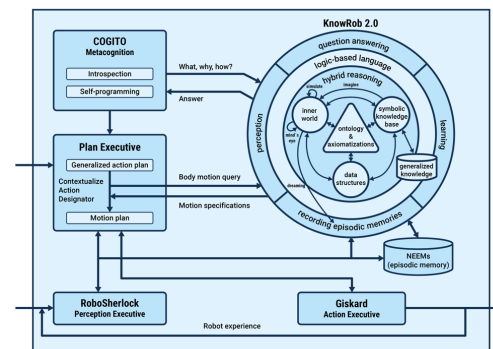 KnowRob 2.0
COGITO
Metacognition
Introspection
Self-programming
What, why, how?
Answer
question answering
logic-based language
hybrid reasoning
perception
learning
simulate
imagine
inner
world
symbolic
knowledge
base
mind's
eye
ontology
&
axiomatizations
data
structures
generalized
knowledge
dreaming
recording episodic memories
Plan Executive
Generalized action plan
Contextualize
Action
Designator
Motion plan
Body motion query
Motion specifications
NEEMs
(episodic memory)
RoboSherlock
Perception Executive
Giskard
Action Executive
Robot experience